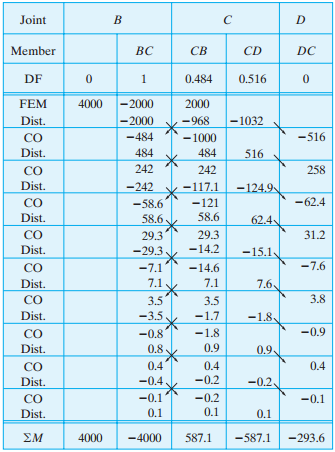 Joint B C D
Member BC CB CD DC
DF 0 1 0.484 0.516 0
FEM 4000 −2000 2000
Dist. −2000 −968 −1032
CO −484 −1000 −516
Dist. 484 484 516
CO 242 242 258
Dist. −242 −117.1 −124.9
CO −58.6 −121 −62.4
Dist. 58.6 58.6 62.4
CO 29.3 29.3 31.2
Dist. −29.3 −14.2 −15.1
CO −7.1 −14.6 −7.6
Dist. 7.1 7.1 7.6
CO 3.5 3.5 3.8
Dist. −3.5 −1.7 −1.8
CO −0.8 −1.8 −0.9
Dist. 0.8 0.9 0.9
CO 0.4 0.4 0.4
Dist. −0.4 −0.2 −0.2
CO −0.1 −0.2 −0.1
Dist. 0.1 0.1 0.1
ΣM 4000 −4000 587.1 −587.1 −293.6